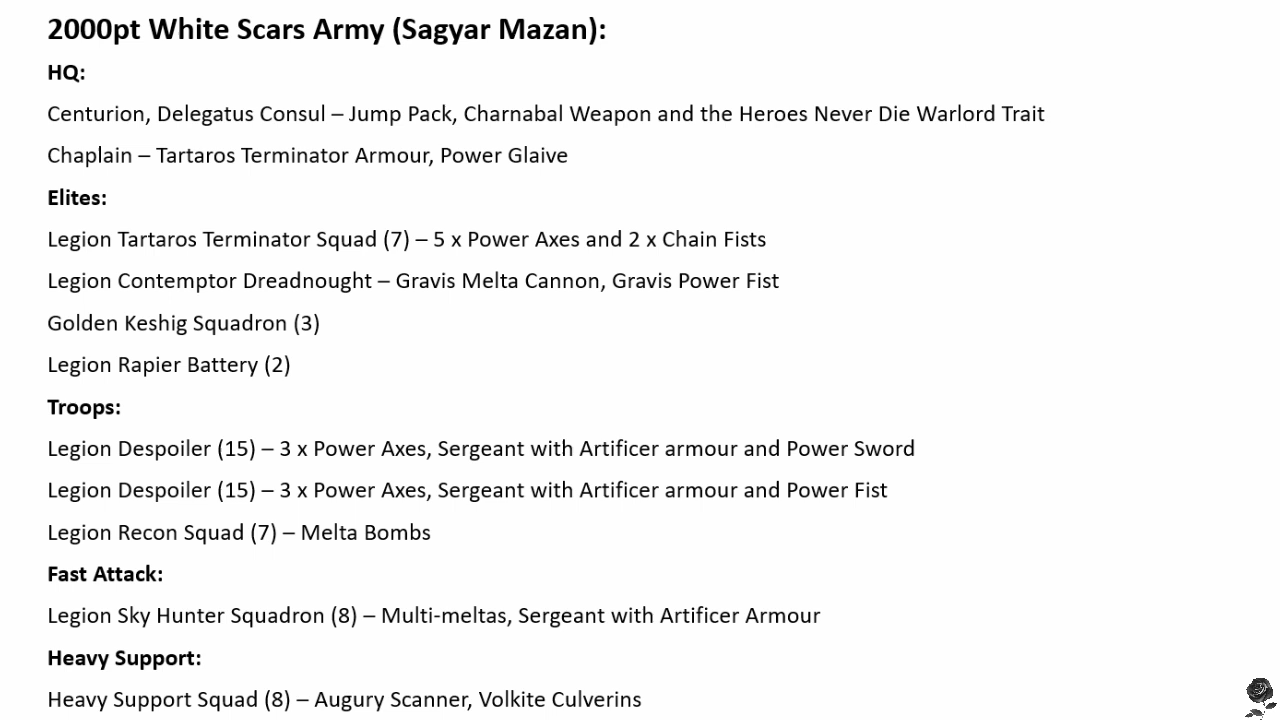 2000pt White Scars Army (Sagyar Mazan):
HQ:
Centurion, Delegatus Consul – Jump Pack, Charnabal Weapon and the Heroes Never Die Warlord Trait
Chaplain – Tartaros Terminator Armour, Power Glaive
Elites:
Legion Tartaros Terminator Squad (7) – 5 x Power Axes and 2 x Chain Fists
Legion Contemptor Dreadnought – Gravis Melta Cannon, Gravis Power Fist
Golden Keshig Squadron (3)
Legion Rapier Battery (2)
Troops:
Legion Despoiler (15) – 3 x Power Axes, Sergeant with Artificer armour and Power Sword
Legion Despoiler (15) – 3 x Power Axes, Sergeant with Artificer armour and Power Fist
Legion Recon Squad (7) – Melta Bombs
Fast Attack:
Legion Sky Hunter Squadron (8) – Multi-meltas, Sergeant with Artificer Armour
Heavy Support:
Heavy Support Squad (8) – Augury Scanner, Volkite Culverins